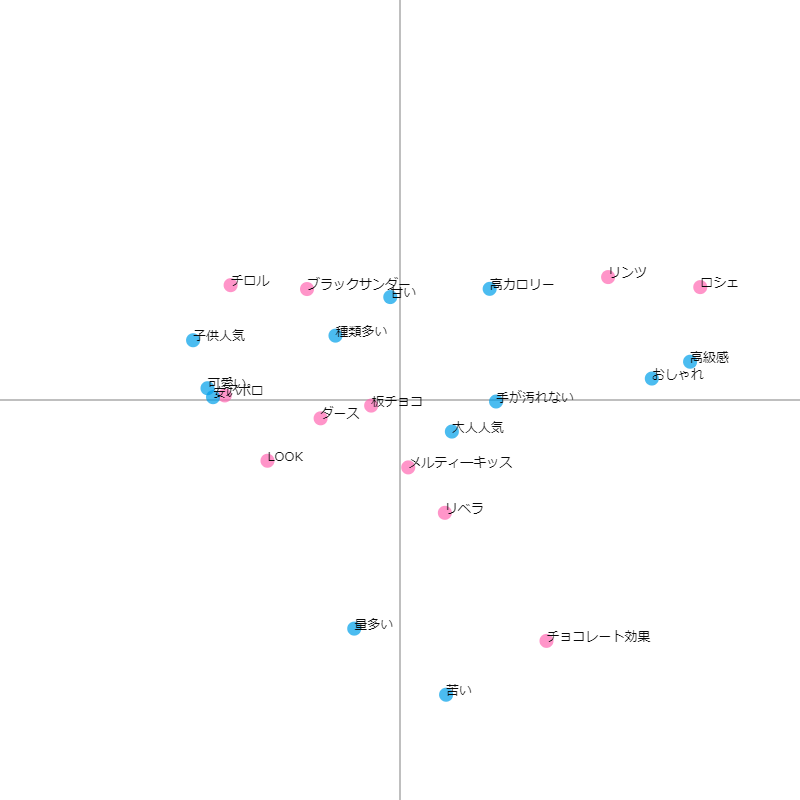 リンツ
チロル
ブラックサンダー
高カロリー
ロシェ
甘い
種類多い
子供人気
高級感
おしゃれ
可愛い
安い
手が汚れない
板チョコ
ダース
大人人気
LOOK
メルティーキッス
リベラ
量多い
チョコレート効果
苦い